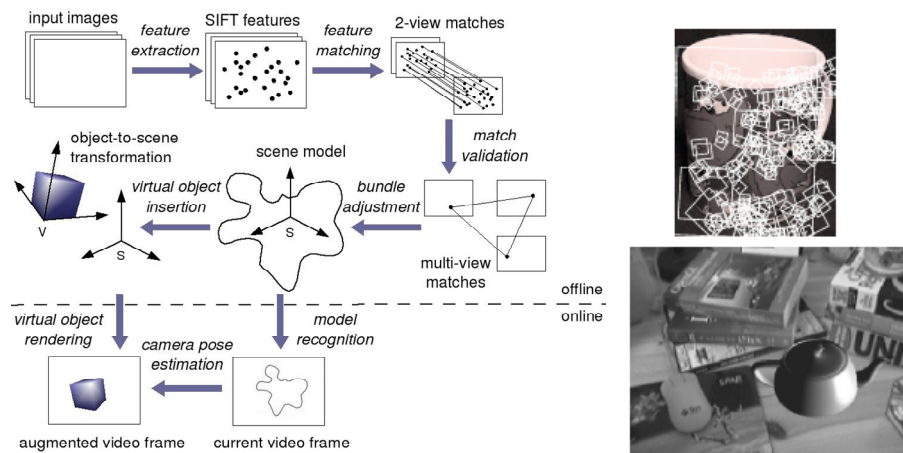 input images
feature
extraction
SIFT features
feature
matching
2-view matches
match
validation
object-to-scene
transformation
V
virtual object
insertion
S
scene model
S
bundle
adjustment
multi-view
matches
offline
online
virtual object
rendering
model
recognition
camera pose
estimation
augmented video frame
current video frame
UNI